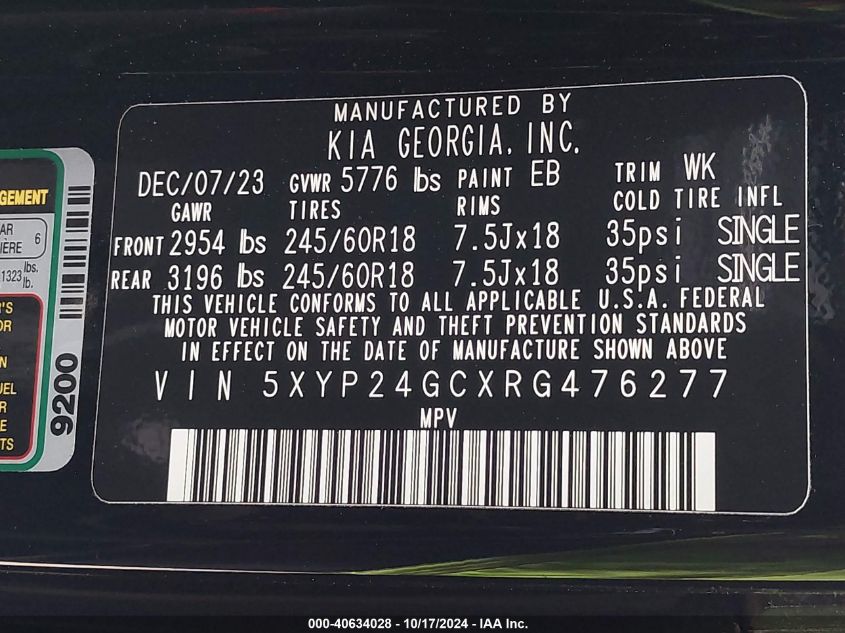 MANUFACTURED BY
KIA GEORGIA, INC.
DEC/07/23 GVWR 5776 lbs PAINT EB TRIM WK
GAWR TIRES RIMS COLD TIRE INFL
FRONT 2954 lbs 245/60R18 7.5Jx18 35psi SINGLE
REAR 3196 lbs 245/60R18 7.5Jx18 35psi SINGLE
THIS VEHICLE CONFORMS TO ALL APPLICABLE U.S.A. FEDERAL
MOTOR VEHICLE SAFETY AND THEFT PREVENTION STANDARDS
IN EFFECT ON THE DATE OF MANUFACTURE SHOWN ABOVE
VIN 5XYP24GCXRG476277
MPV
6
1323 lbs.
lb.
9200
000-40634028 - 10/17/2024 - IAA Inc.